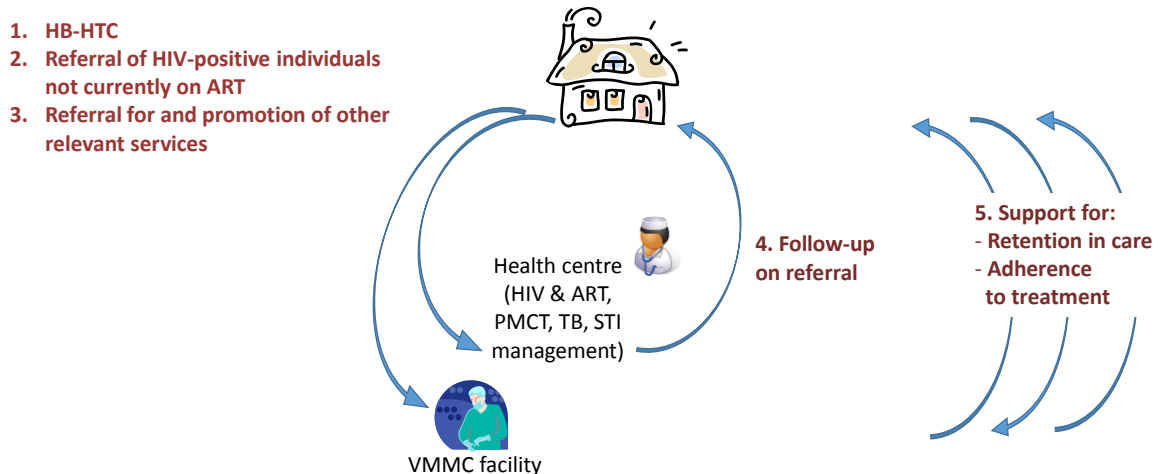 1. HB-HTC
2. Referral of HIV-positive individuals
not currently on ART
3. Referral for and promotion of other
relevant services
Health centre
(HIV & ART,
PMCT, TB, STI
management)
VMMC facility
4. Follow-up
on referral
5. Support for:
- Retention in care
- Adherence
to treatment